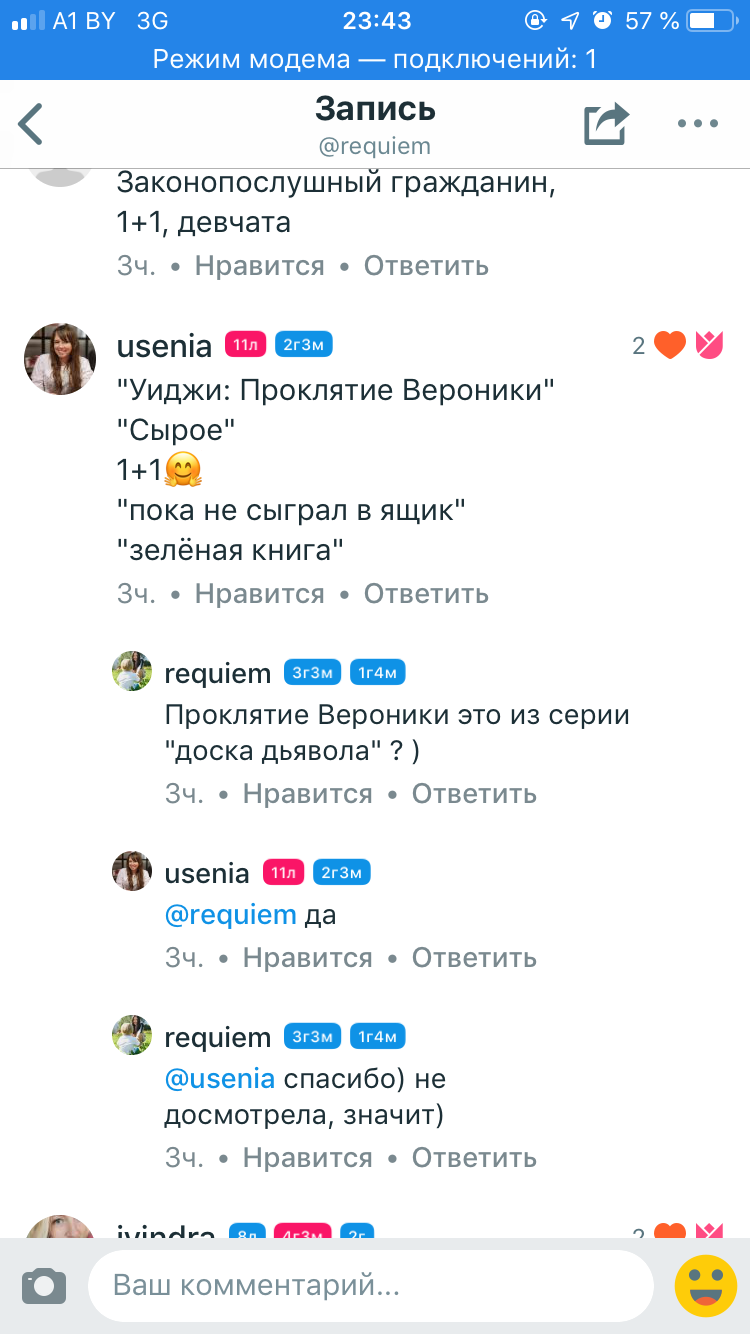 A1 BY 3G 23:43 57 %
Режим модема — подключений: 1
Запись
@requiem
Законопослушный гражданин,
1+1, девчата
3ч. • Нравится • Ответить
usenia 11л 2г3м 2
"Уиджи: Проклятие Вероники"
"Сырое"
1+1🤗
"пока не сыграл в ящик"
"зелёная книга"
3ч. • Нравится • Ответить
requiem 3г3м 1г4м
Проклятие Вероники это из серии
"доска дьявола" ? )
3ч. • Нравится • Ответить
usenia 11л 2г3м
@requiem да
3ч. • Нравится • Ответить
requiem 3г3м 1г4м
@usenia спасибо) не
досмотрела, значит)
3ч. • Нравится • Ответить
ivindra 8л 4г3м 2г 2
Ваш комментарий...